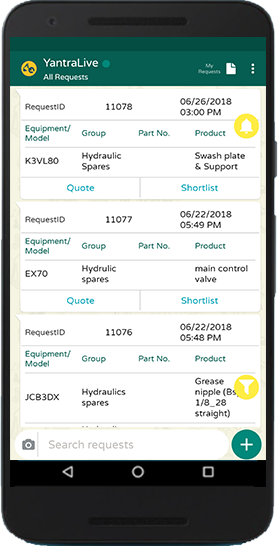 YantraLive
All Requests
My Requests
RequestID 11078 06/26/2018 03:00 PM
Equipment/ Model Group Part No. Product
K3VL80 Hydraulic Spares Swash plate & Support
Quote Shortlist
RequestID 11077 06/22/2018 05:49 PM
Equipment/ Model Group Part No. Product
EX70 Hydrulic spares main control valve
Quote Shortlist
RequestID 11076 06/22/2018 05:48 PM
Equipment/ Model Group Part No. Product
JCB3DX Hydraulics spares Grease nipple 1/8_28 straight)
Search requests